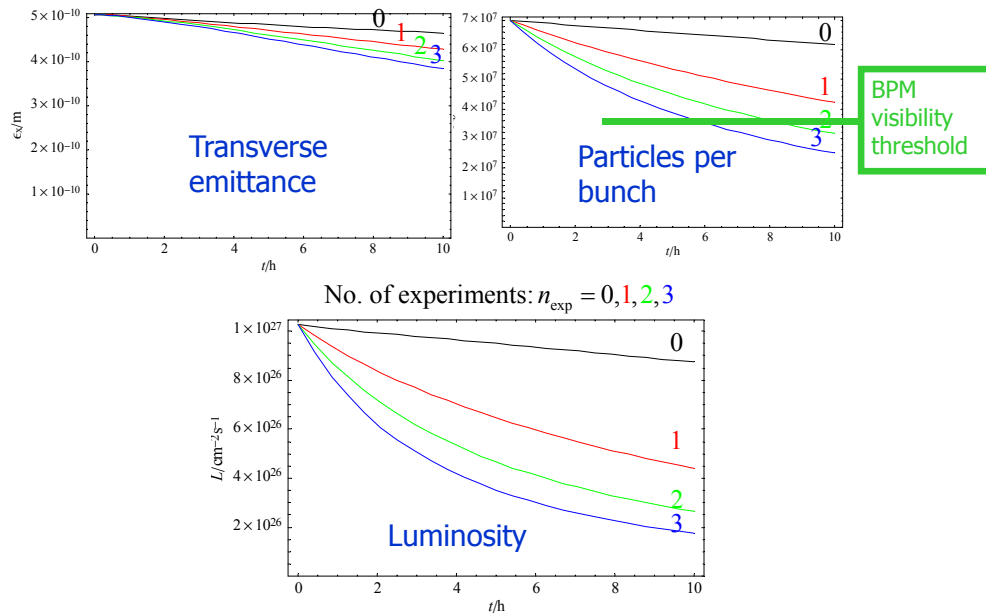 5×10⁻¹⁰
4×10⁻¹⁰
3×10⁻¹⁰
2×10⁻¹⁰
1×10⁻¹⁰
ϵₓ/m
0
1
2
3
Transverse
emittance
0 2 4 6 8 10
t/h
7×10⁷
6×10⁷
5×10⁷
4×10⁷
3×10⁷
2×10⁷
1×10⁷
0
1
2
3
Particles per
bunch
0 2 4 6 8 10
t/h
BPM
visibility
threshold
No. of experiments: nexp = 0,1,2,3
1×10²⁷
8×10²⁶
6×10²⁶
4×10²⁶
2×10²⁶
L/cm⁻²s⁻¹
0
1
2
3
Luminosity
0 2 4 6 8 10
t/h